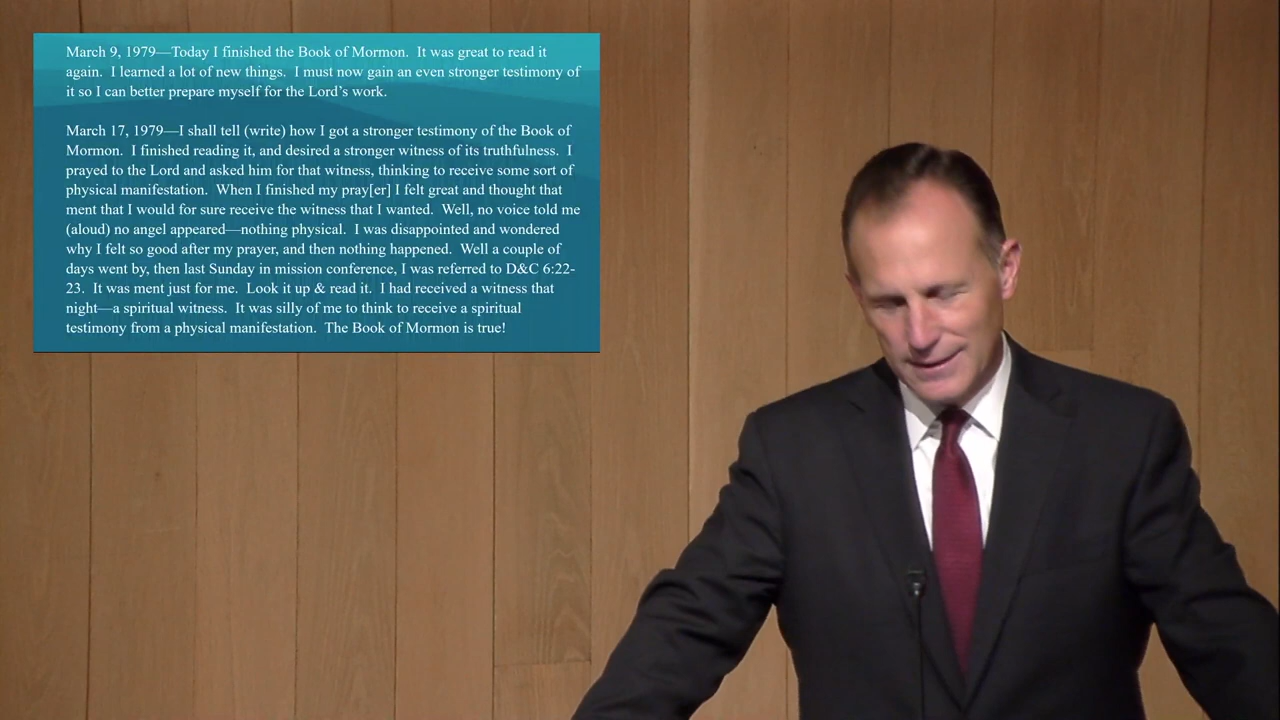 March 9, 1979—Today I finished the Book of Mormon. It was great to read it
again. I learned a lot of new things. I must now gain an even stronger testimony of
it so I can better prepare myself for the Lord's work.
March 17, 1979—I shall tell (write) how I got a stronger testimony of the Book of
Mormon. I finished reading it, and desired a stronger witness of its truthfulness. I
prayed to the Lord and asked him for that witness, thinking to receive some sort of
physical manifestation. When I finished my pray[er] I felt great and thought that
ment that I would for sure receive the witness that I wanted. Well, no voice told me
(aloud) no angel appeared—nothing physical. I was disappointed and wondered
why I felt so good after my prayer, and then nothing happened. Well a couple of
days went by, then last Sunday in mission conference, I was referred to D&C 6:22-
23. It was ment just for me. Look it up & read it. I had received a witness that
night—a spiritual witness. It was silly of me to think to receive a spiritual
testimony from a physical manifestation. The Book of Mormon is true!